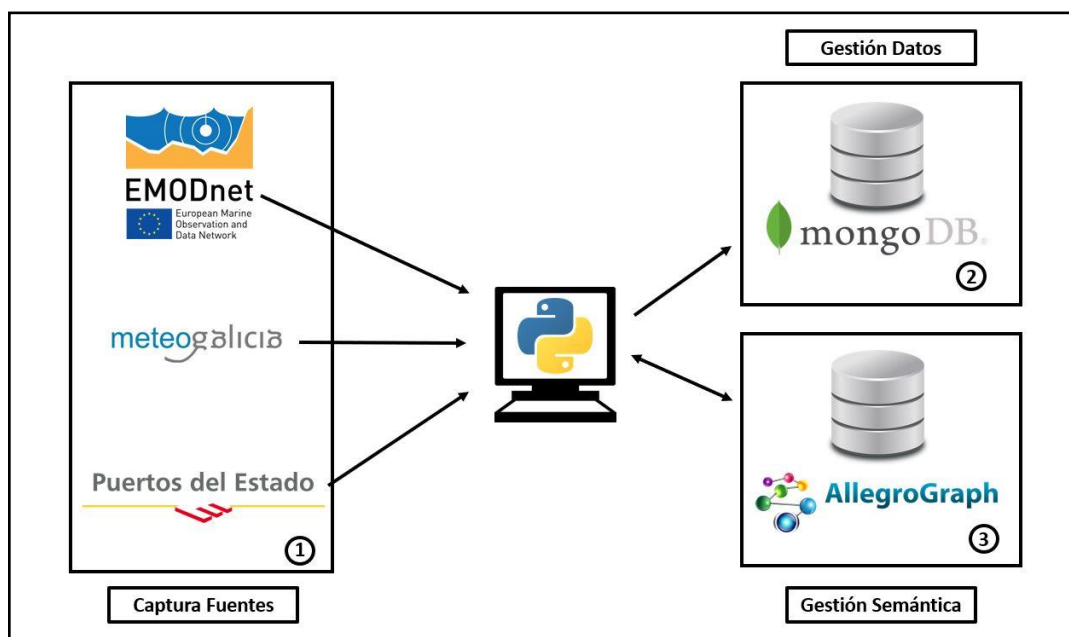 Gestión Datos
EMODnet
European Marine
Observation and
Data Network
meteogalicia
Puertos del Estado
1
Captura Fuentes
mongoDB®
2
AllegroGraph
3
Gestión Semántica